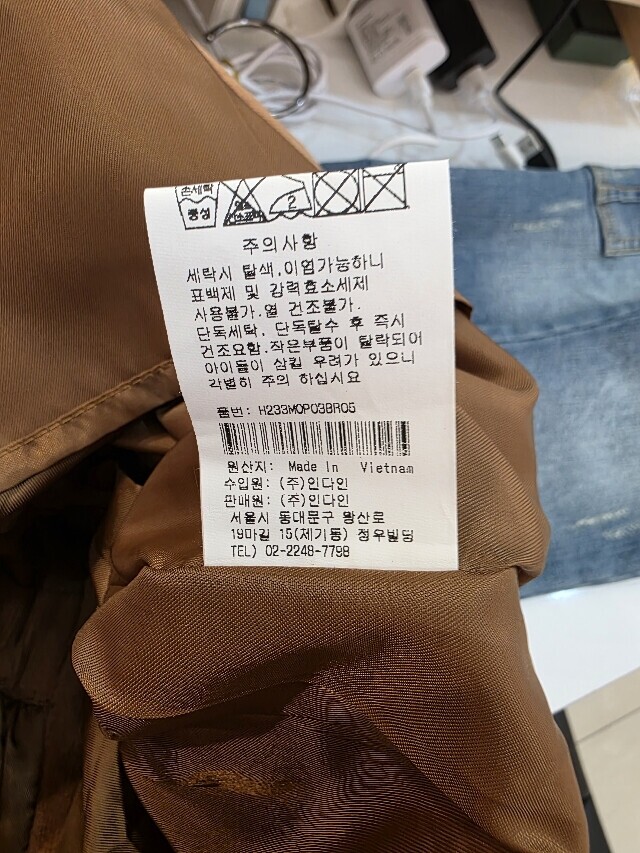 손세탁
중성
2
주의사항
세탁시 탈색.이염가능하니
표백제 및 강력효소세제
사용불가.열 건조불가.
단독세탁, 단독탈수 후 즉시
건조요함.작은부품이 탈락되어
아이들이 삼킬 우려가 있으니
각별히 주의 하십시요
품번: H233MOP03BR05
원산지: Made In Vietnam
수입원: (주)인다인
판매원: (주)인다인
서울시 동대문구 왕산로
19마길 15(제기동) 정우빌딩
TEL) 02-2248-7798